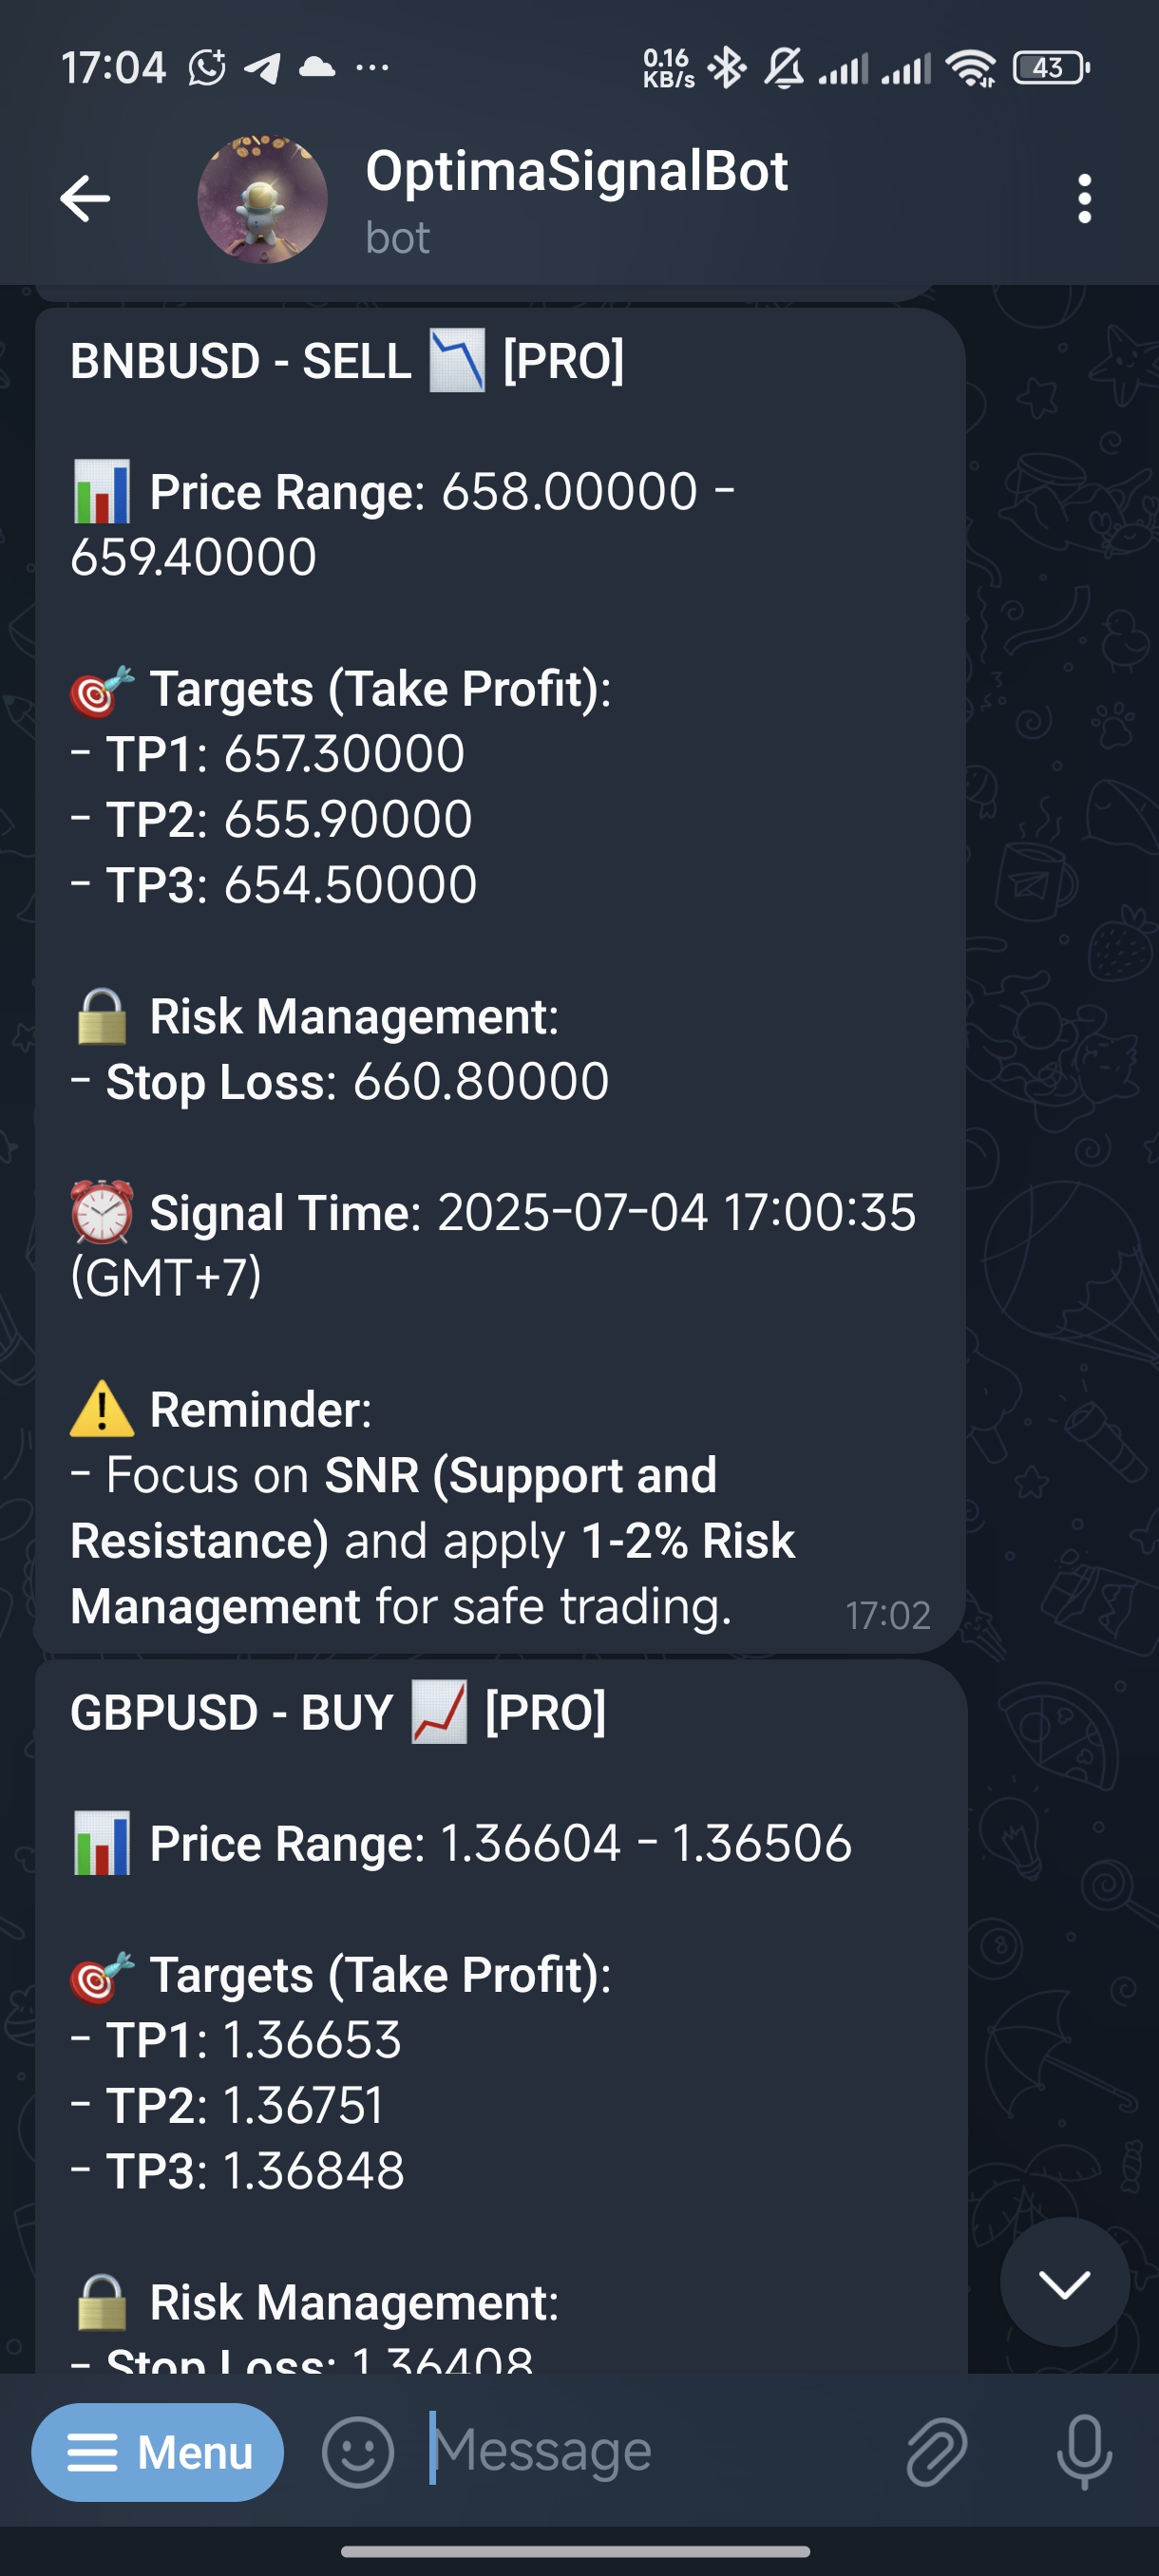 17:04
0.16
KB/s
43
OptimaSignalBot
bot
BNBUSD - SELL 📉 [PRO]
📊 Price Range: 658.00000 -
659.40000
🎯 Targets (Take Profit):
- TP1: 657.30000
- TP2: 655.90000
- TP3: 654.50000
🔒 Risk Management:
- Stop Loss: 660.80000
⏰ Signal Time: 2025-07-04 17:00:35
(GMT+7)
⚠️ Reminder:
- Focus on SNR (Support and
Resistance) and apply 1-2% Risk
Management for safe trading.
17:02
GBPUSD - BUY 📈 [PRO]
📊 Price Range: 1.36604 - 1.36506
🎯 Targets (Take Profit):
- TP1: 1.36653
- TP2: 1.36751
- TP3: 1.36848
🔒 Risk Management:
- Stop Loss: 1.36408
Menu
Message